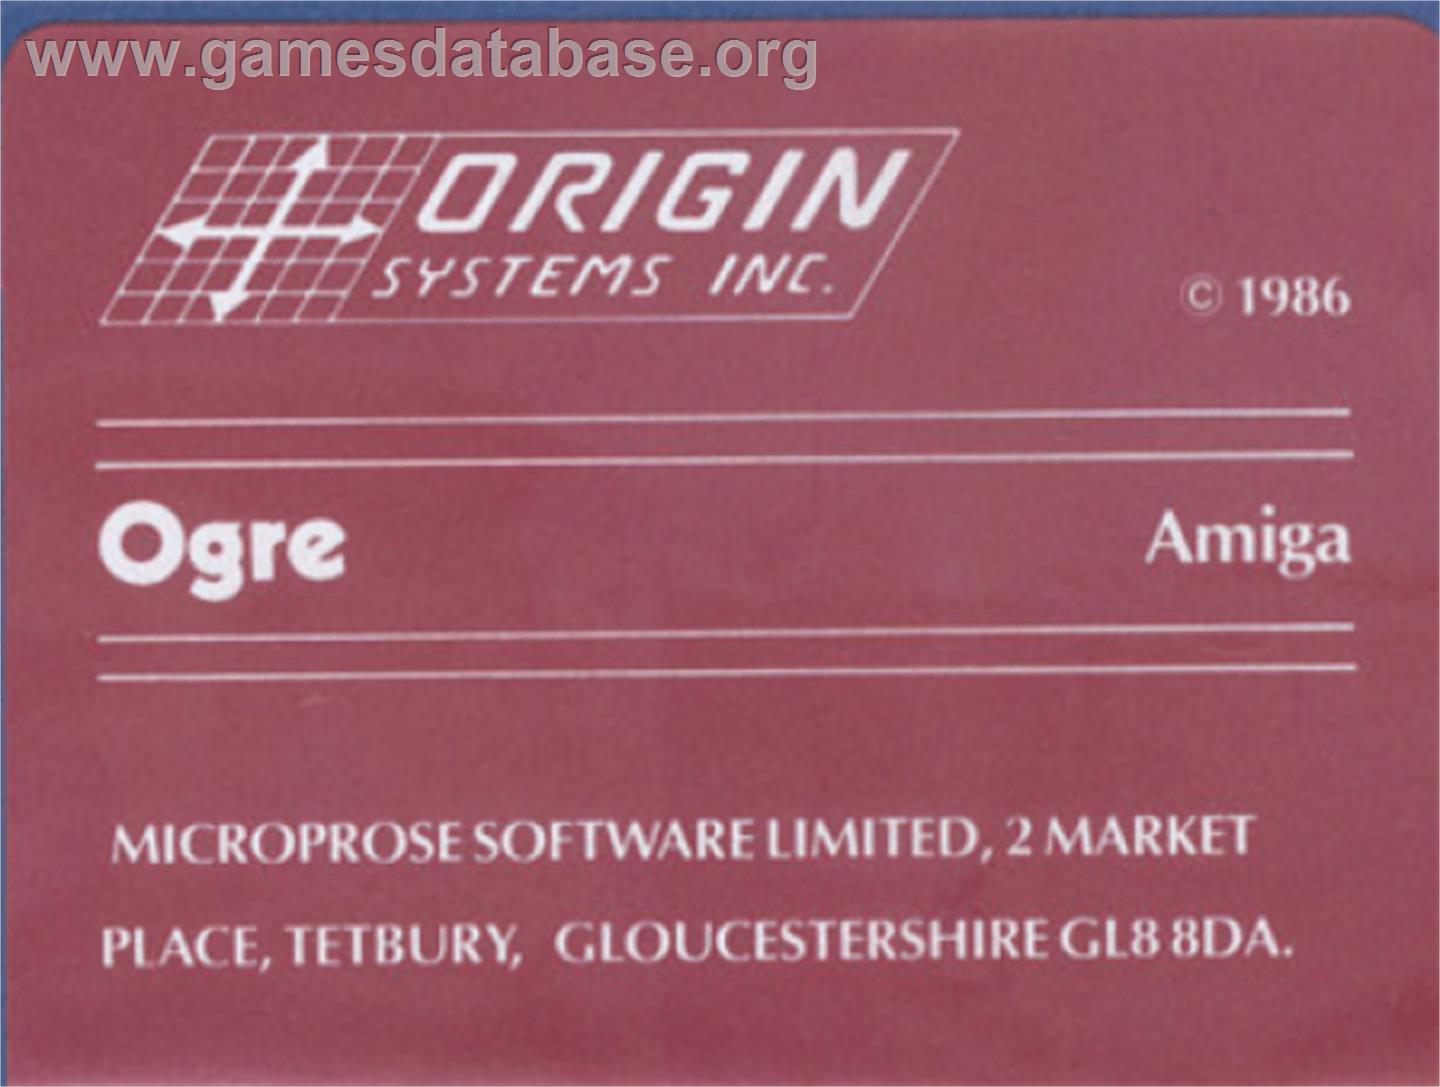 www.gamesdatabase.org
ORIGIN
SYSTEMS INC.
© 1986
Ogre
Amiga
MICROPROSE SOFTWARE LIMITED, 2 MARKET
PLACE, TETBURY, GLOUCESTERSHIRE GL8 8DA.